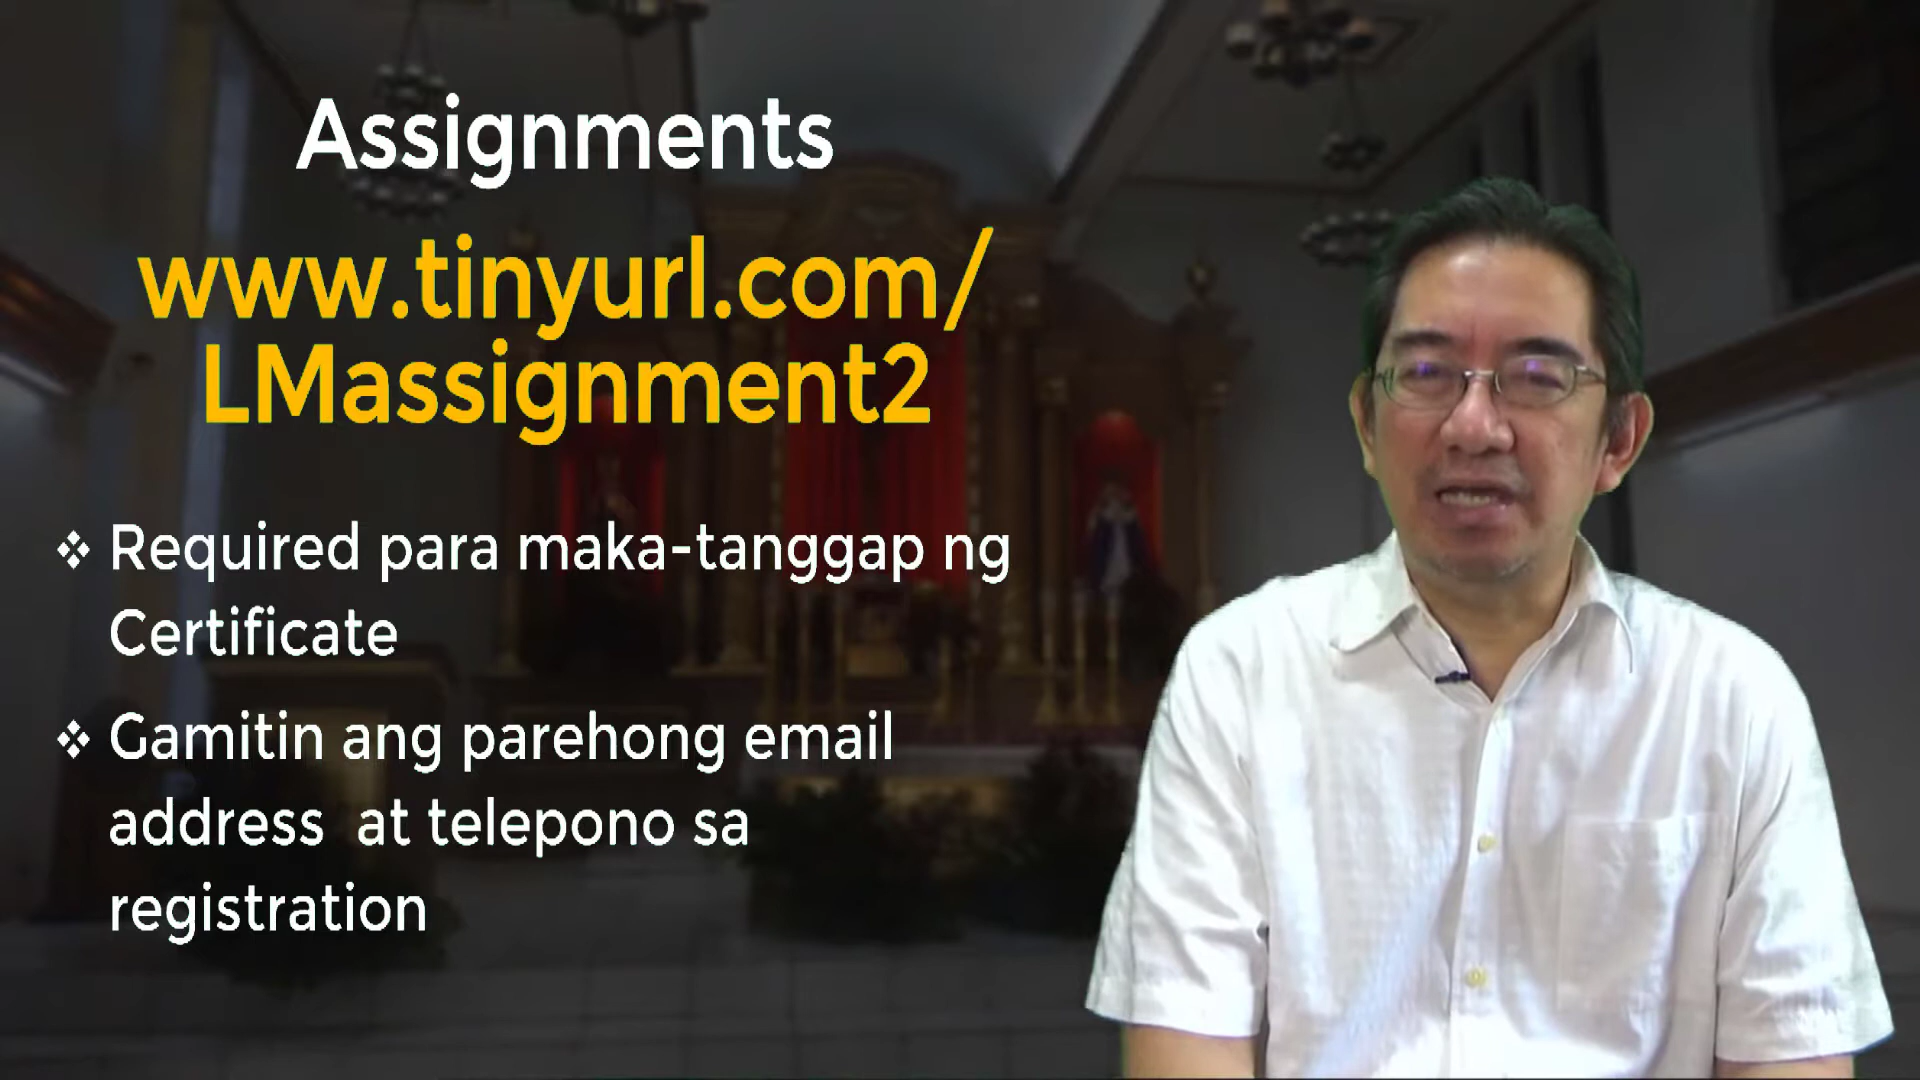 Assignments
www.tinyurl.com/
LMassignment2
❖ Required para maka-tanggap ng
Certificate
❖ Gamitin ang parehong email
address at telepono sa
registration